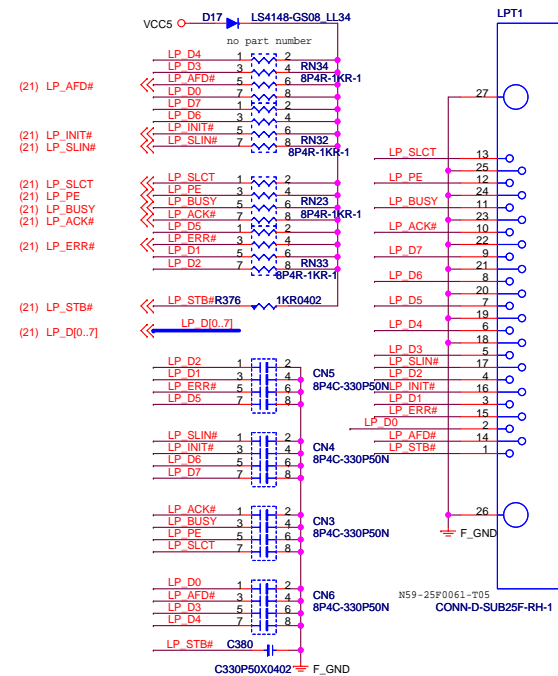 D17 LS4148-GS08_LL34
VCC5
no part number
LP_D4 1 2
LP_D3 3 4 RN34
(21) LP_AFD# LP_AFD# 5 6 8P4R-1KR-1
LP_D0 7 8
LP_D7 1 2
LP_D6 3 4
(21) LP_INIT# LP_INIT# 5 6 RN32
(21) LP_SLIN# LP_SLIN# 7 8 8P4R-1KR-1
(21) LP_SLCT LP_SLCT 1 2
(21) LP_PE LP_PE 3 4
(21) LP_BUSY LP_BUSY 5 6 RN23
(21) LP_ACK# LP_ACK# 7 8 8P4R-1KR-1
LP_D5 1 2
(21) LP_ERR# LP_ERR# 3 4
LP_D1 5 6 RN33
LP_D2 7 8 8P4R-1KR-1
(21) LP_STB# LP_STB# R376 1KR0402
(21) LP_D[0..7] LP_D[0..7]
LP_D2 1 2
LP_D1 3 4 CN5
LP_ERR# 5 6 8P4C-330P50N
LP_D5 7 8
LP_SLIN# 1 2
LP_INIT# 3 4 CN4
LP_D6 5 6 8P4C-330P50N
LP_D7 7 8
LP_ACK# 1 2
LP_BUSY 3 4 CN3
LP_PE 5 6 8P4C-330P50N
LP_SLCT 7 8
LP_D0 1 2
LP_AFD# 3 4 CN6
LP_D3 5 6 8P4C-330P50N
LP_D4 7 8
LP_STB# C380
C330P50X0402 F_GND
LPT1
27
LP_SLCT 13
25
LP_PE 12
24
LP_BUSY 11
23
LP_ACK# 10
22
LP_D7 9
21
LP_D6 8
20
LP_D5 7
19
LP_D4 6
18
LP_D3 5
LP_SLIN# 17
LP_D2 4
LP_INIT# 16
LP_D1 3
LP_ERR# 15
LP_D0 2
LP_AFD# 14
LP_STB# 1
26
F_GND
N59-25F0061-T05
CONN-D-SUB25F-RH-1